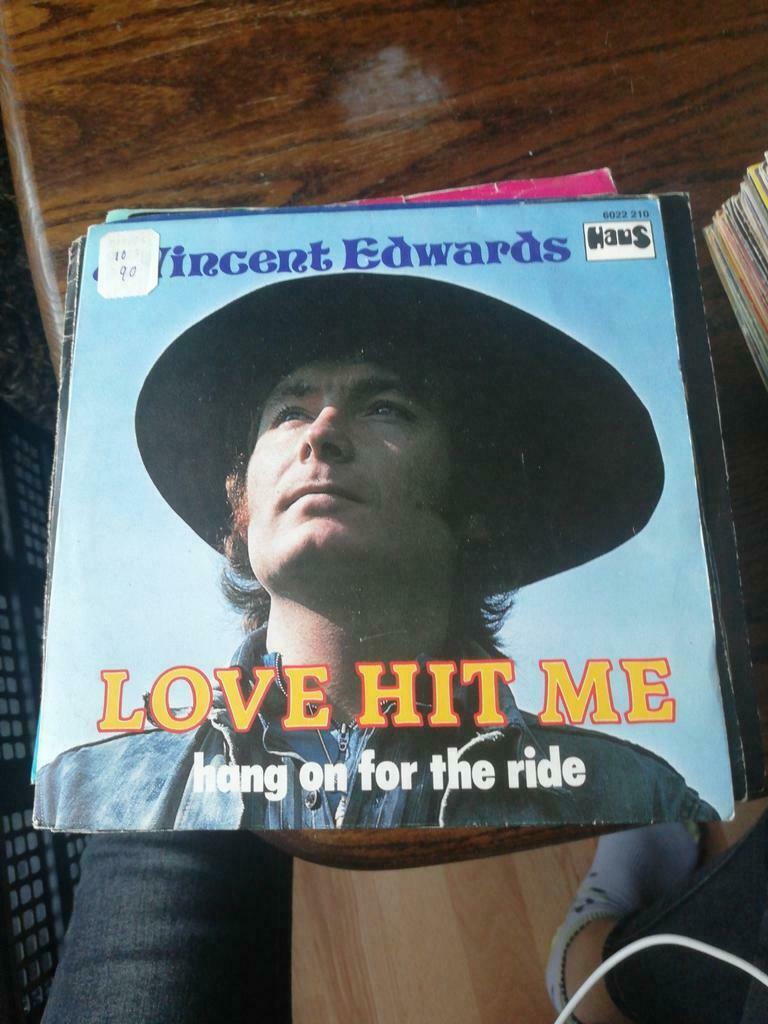 6022 210
Vincent Edwards
Haus
10
90
LOVE HIT ME
hang on for the ride